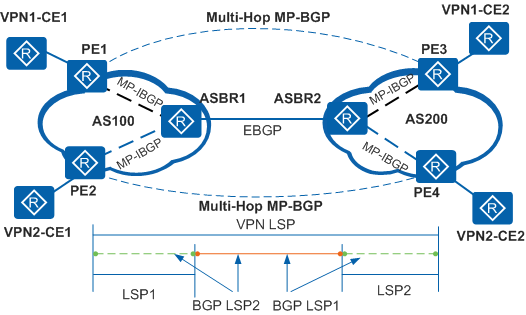 VPN1-CE1
Multi-Hop MP-BGP
VPN1-CE2
R
R
PE1
PE3
R
R
MP-IBGP
MP-IBGP
ASBR1
ASBR2
AS100
R
R
AS200
EBGP
MP-IBGP
MP-IBGP
R
R
PE2
PE4
R
R
Multi-Hop MP-BGP
VPN2-CE1
VPN2-CE2
VPN LSP
LSP1
BGP LSP2
BGP LSP1
LSP2